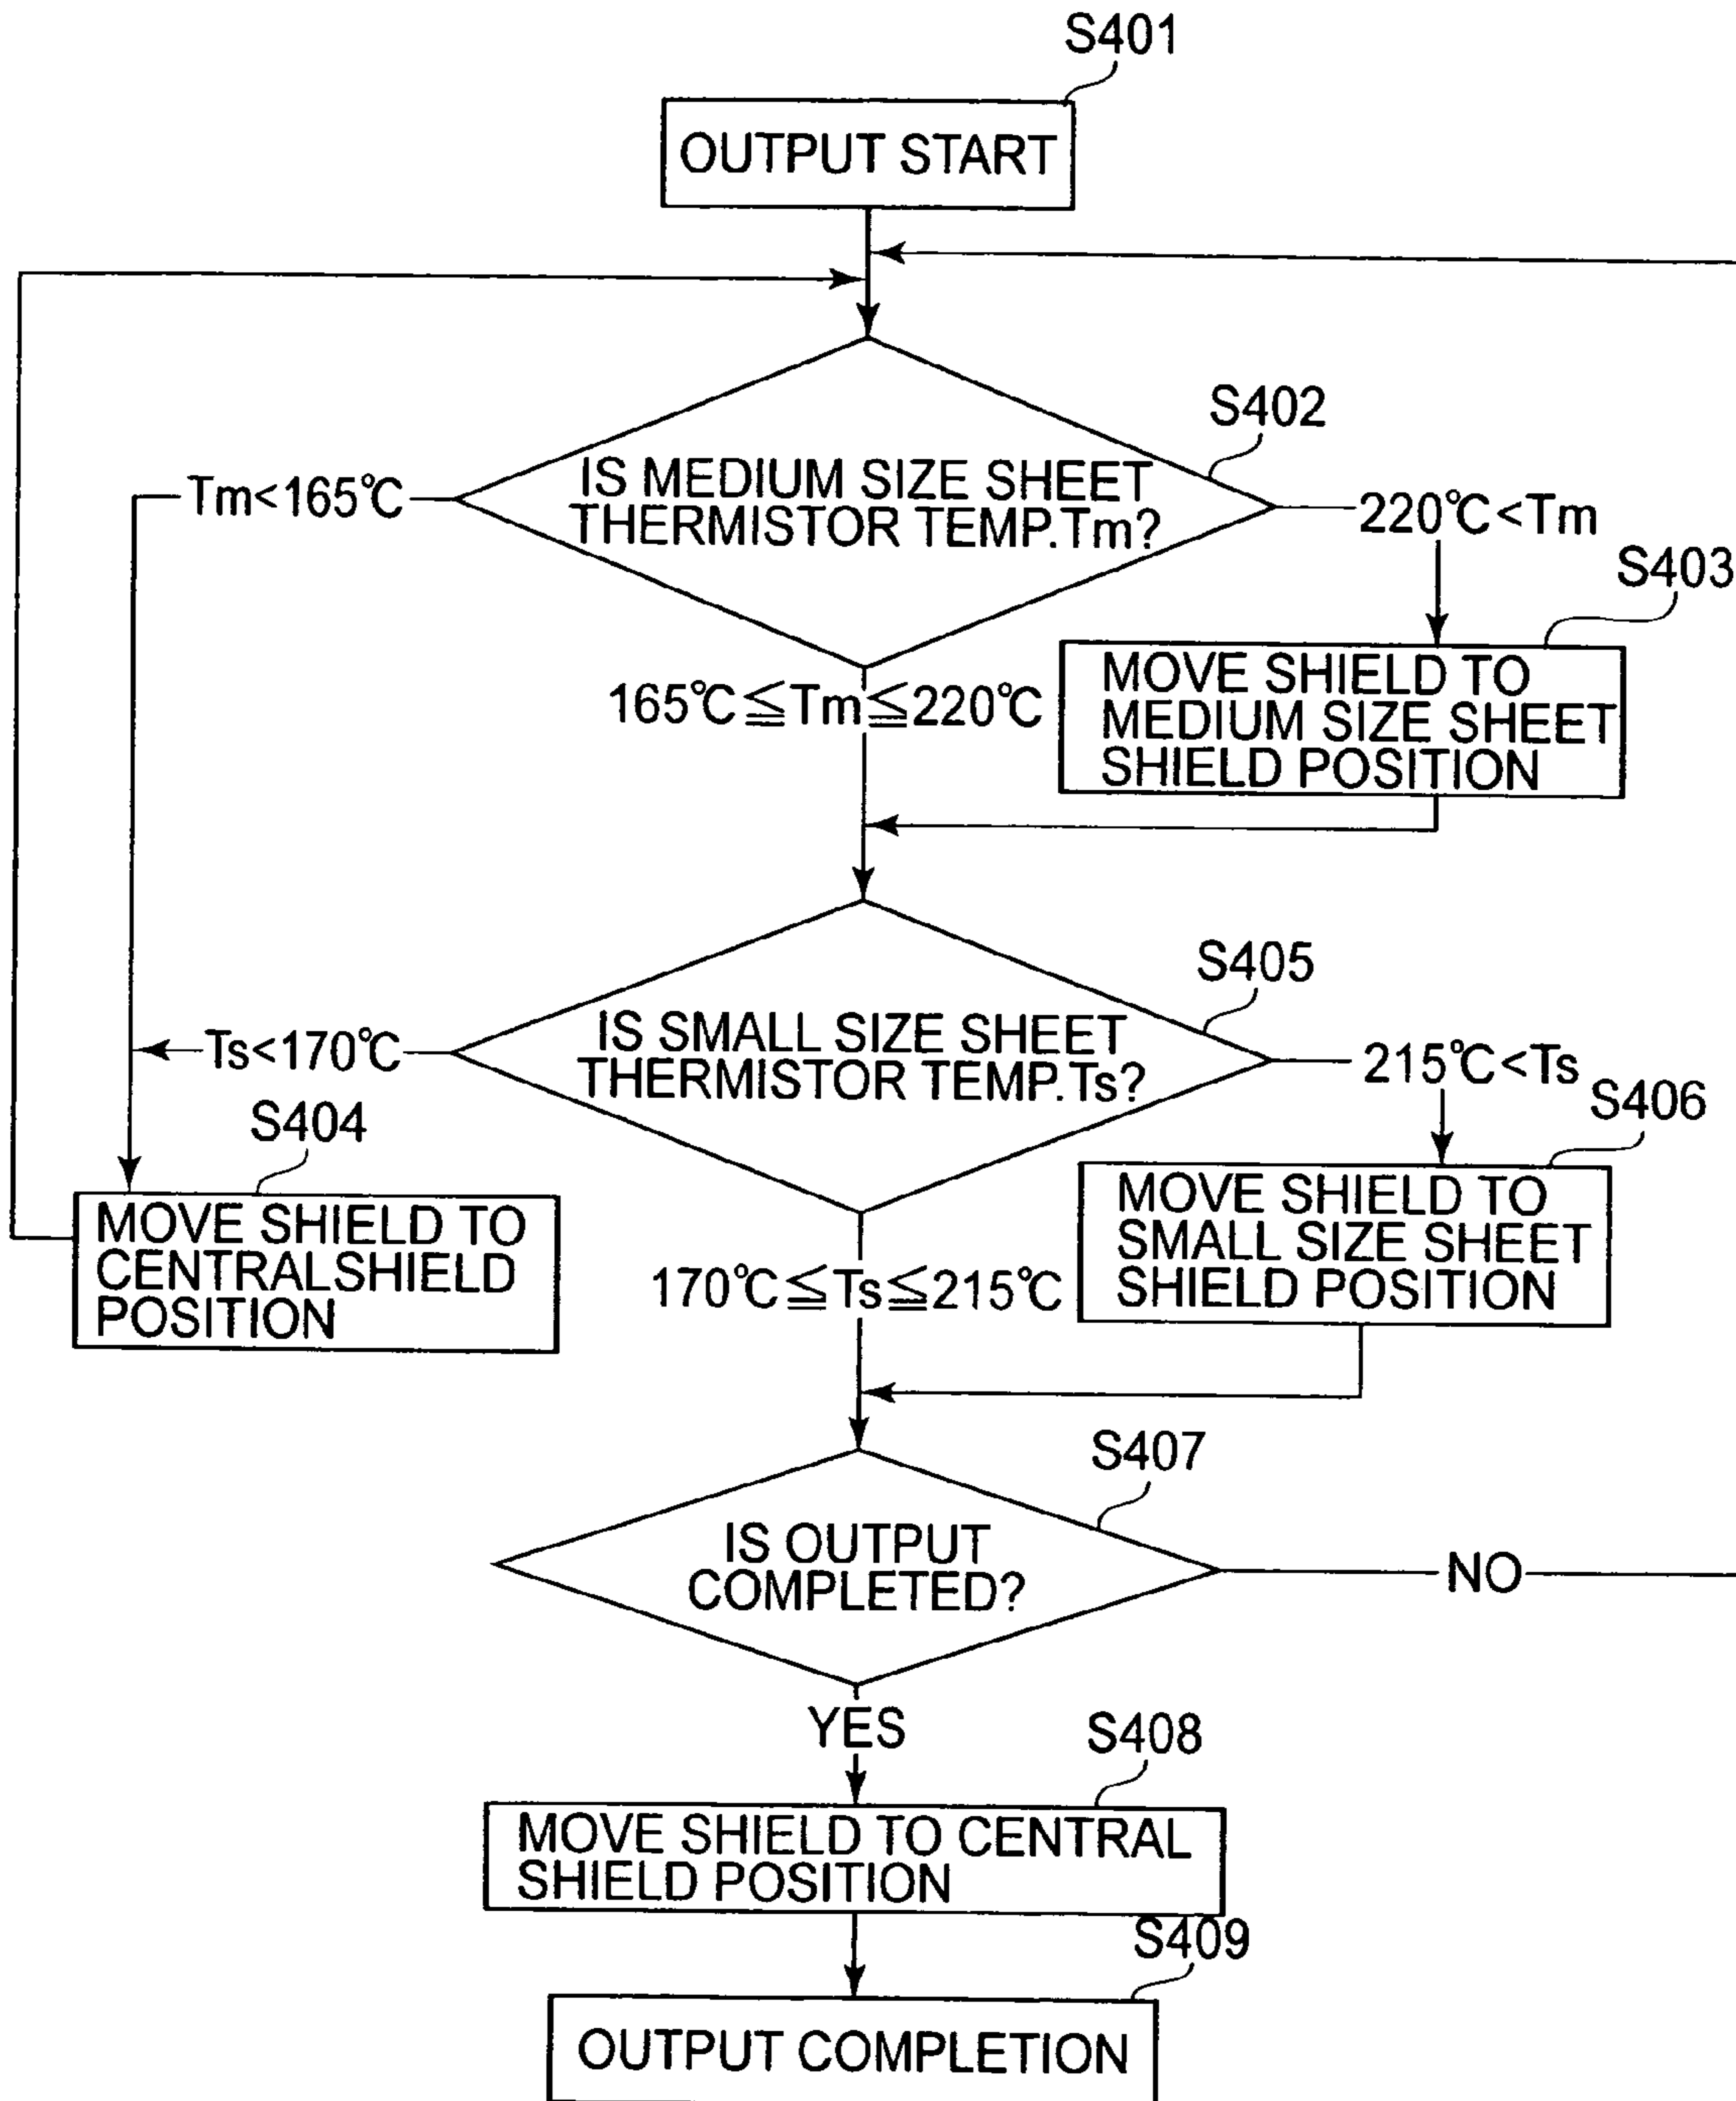 S401
OUTPUT START
S402
IS MEDIUM SIZE SHEET
THERMISTOR TEMP.Tm?
Tm<165℃
220℃<Tm
S403
165℃≦Tm≦220℃
MOVE SHIELD TO
MEDIUM SIZE SHEET
SHIELD POSITION
S405
IS SMALL SIZE SHEET
THERMISTOR TEMP.Ts?
Ts<170℃
215℃<Ts
S404
S406
MOVE SHIELD TO
CENTRALSHIELD
POSITION
170℃≦Ts≦215℃
MOVE SHIELD TO
SMALL SIZE SHEET
SHIELD POSITION
S407
IS OUTPUT
COMPLETED?
NO
YES
S408
MOVE SHIELD TO CENTRAL
SHIELD POSITION
S409
OUTPUT COMPLETION